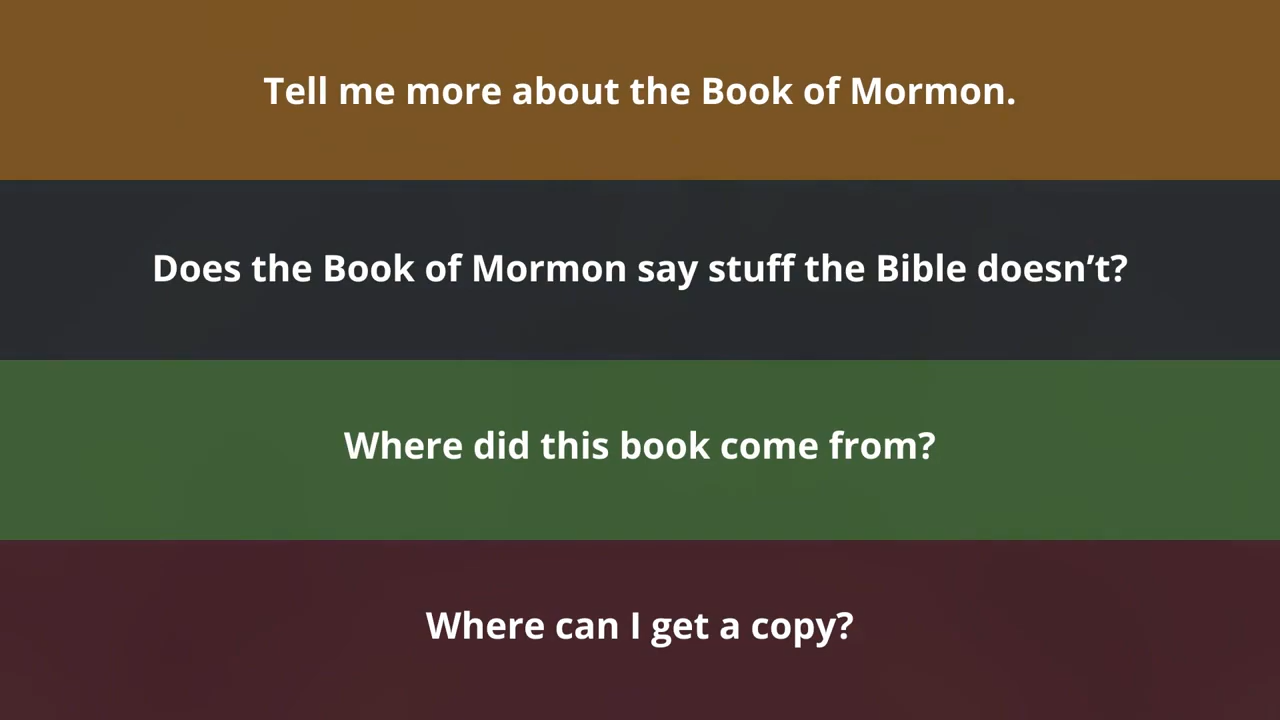 Tell me more about the Book of Mormon.
Does the Book of Mormon say stuff the Bible doesn’t?
Where did this book come from?
Where can I get a copy?